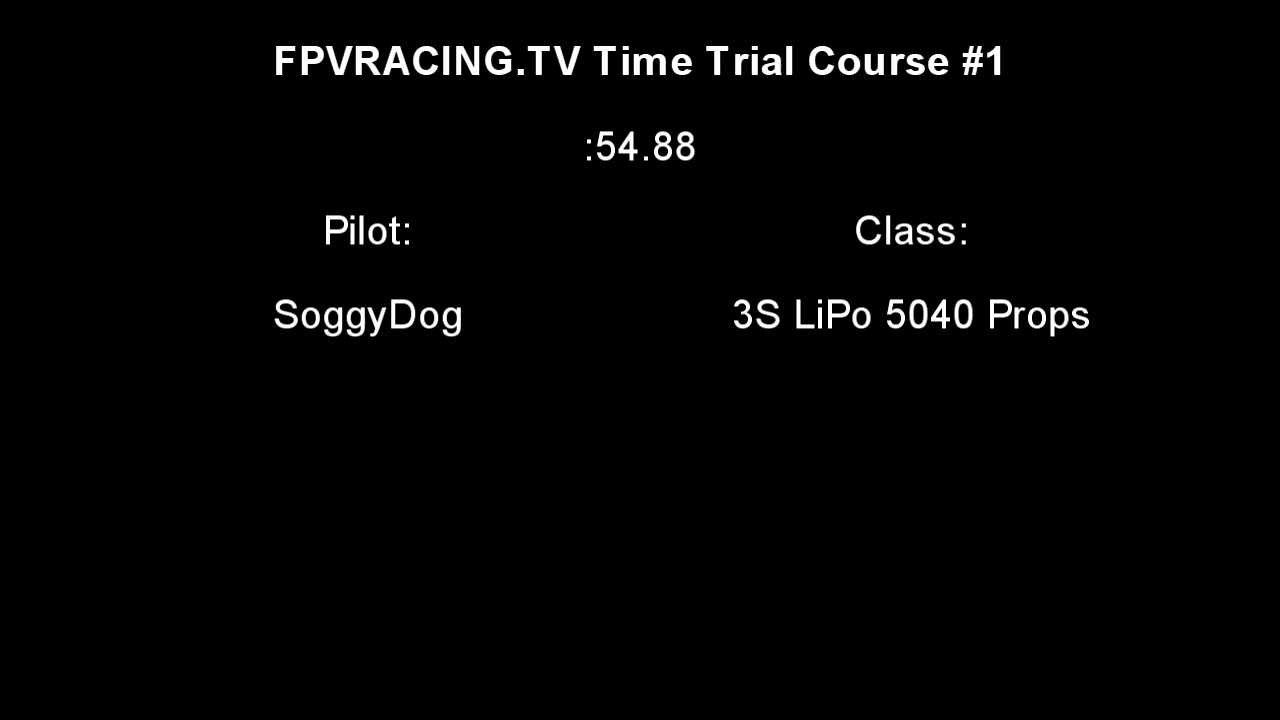 FPVRACING.TV Time Trial Course #1
:54.88
Pilot: Class:
SoggyDog 3S LiPo 5040 Props